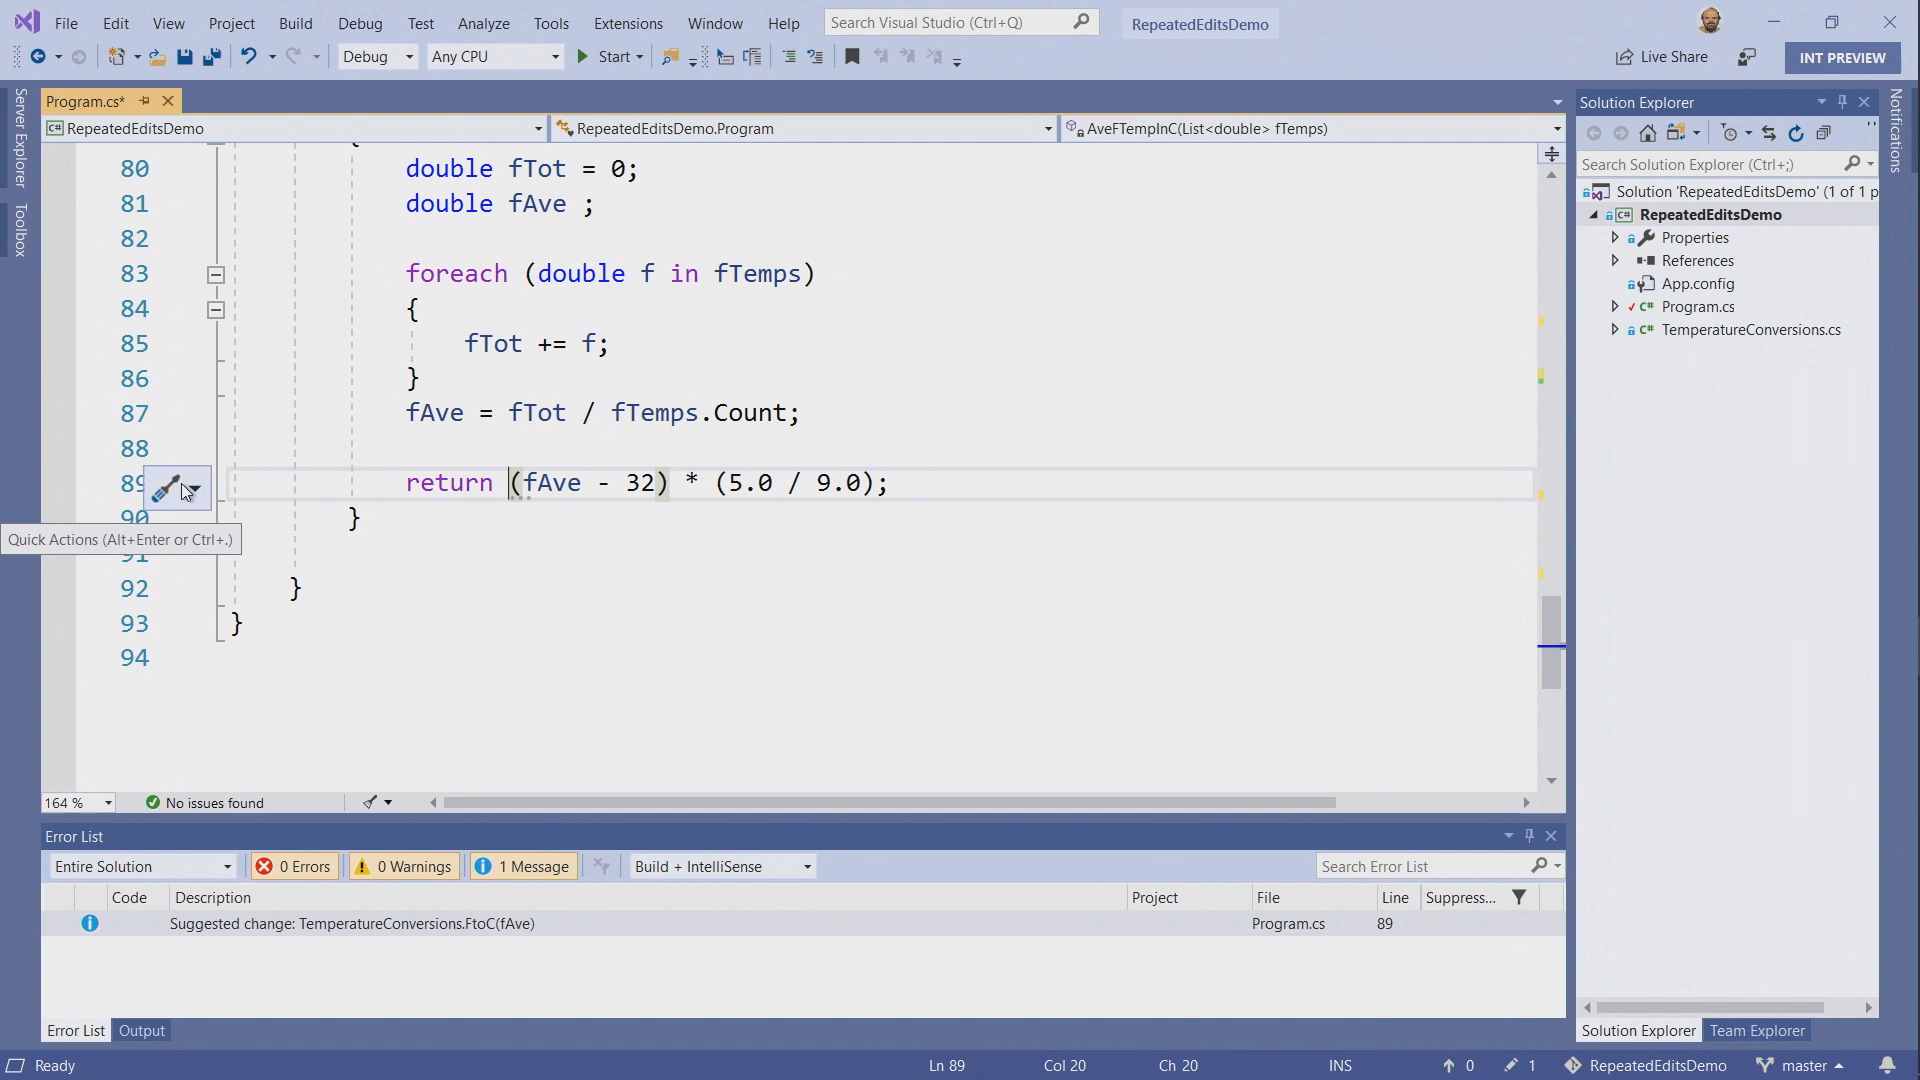 File Edit View Project Build Debug Test Analyze Tools Extensions Window Help Search Visual Studio (Ctrl+Q) RepeatedEditsDemo
Debug Any CPU Start Live Share INT PREVIEW
Server Explorer
Toolbox
Program.cs*
RepeatedEditsDemo RepeatedEditsDemo.Program AveFTempInC(List<double> fTemps)
80 double fTot = 0;
81 double fAve ;
82
83 foreach (double f in fTemps)
84 {
85 fTot += f;
86 }
87 fAve = fTot / fTemps.Count;
88
89 return (fAve - 32) * (5.0 / 9.0);
90 }
Quick Actions (Alt+Enter or Ctrl+.)
91
92 }
93 }
94
164 % No issues found
Error List
Entire Solution 0 Errors 0 Warnings 1 Message Build + IntelliSense Search Error List
Code Description Project File Line Suppress...
Suggested change: TemperatureConversions.FtoC(fAve) Program.cs 89
Error List Output
Solution Explorer
Search Solution Explorer (Ctrl+;)
Solution 'RepeatedEditsDemo' (1 of 1 p
C# RepeatedEditsDemo
Properties
References
App.config
C# Program.cs
C# TemperatureConversions.cs
Solution Explorer Team Explorer
Notifications
Ready Ln 89 Col 20 Ch 20 INS 0 1 RepeatedEditsDemo master